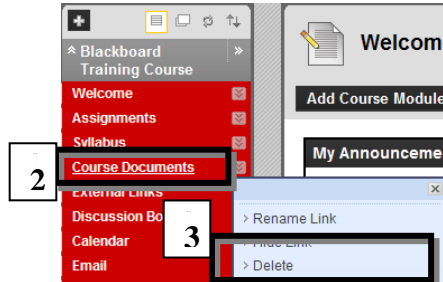 Blackboard
Training Course
Welcom
Welcome
Assignments
Syllabus
Course Documents
External Links
Discussion Bo
Calendar
Email
Add Course Module
My Announceme
2
3
Rename Link
Hide Link
Delete